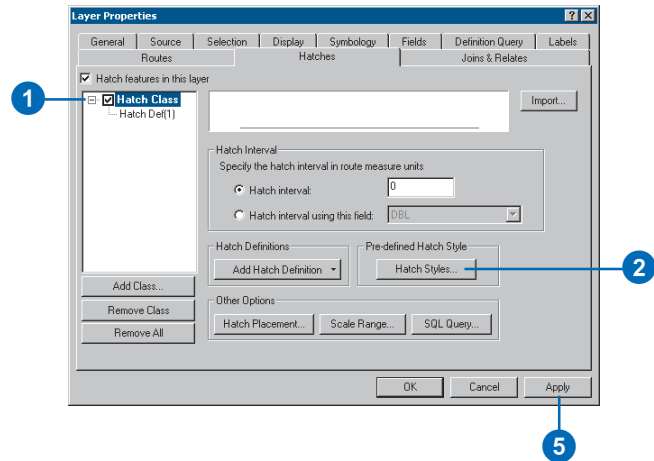 Layer Properties
General Source Selection Display Symbology Fields Definition Query Labels
Routes Hatches Joins & Relates
Hatch features in this layer
1
Hatch Class
Hatch Def(1)
Import...
Hatch Interval
Specify the hatch interval in route measure units
Hatch interval: 0
Hatch interval using this field: DBL
Hatch Definitions
Add Hatch Definition
Pre-defined Hatch Style
Hatch Styles...
2
Add Class...
Remove Class
Remove All
Other Options
Hatch Placement... Scale Range... SQL Query...
OK Cancel Apply
5